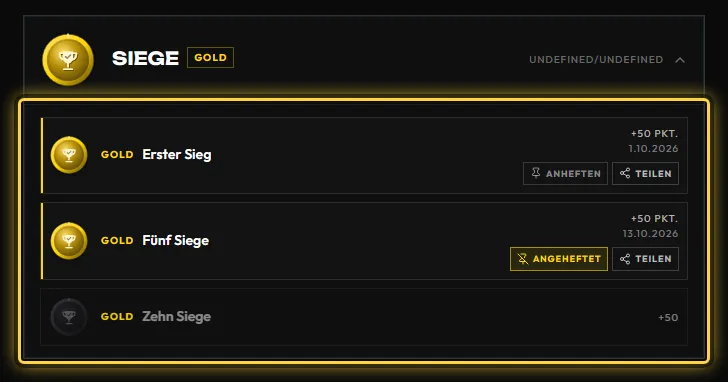 SIEGE GOLD UNDEFINED/UNDEFINED
+50 PKT.
GOLD Erster Sieg 1.10.2026
ANHEFTEN TEILEN
+50 PKT.
GOLD Fünf Siege 13.10.2026
ANGEHEFTET TEILEN
GOLD Zehn Siege +50